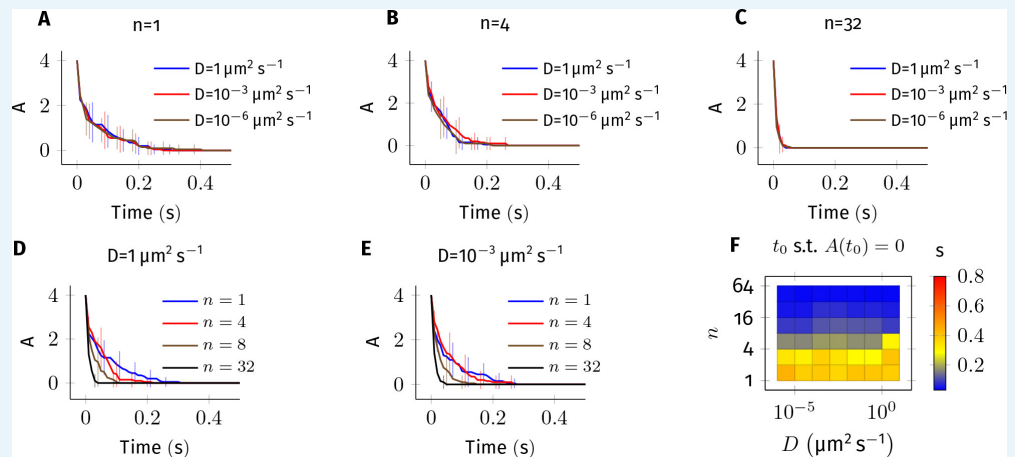 A
n=1
4
2
0
A
0
0.2
0.4
Time (s)
D=1 μm² s⁻¹
D=10⁻³ μm² s⁻¹
D=10⁻⁶ μm² s⁻¹
B
n=4
4
2
0
A
0
0.2
0.4
Time (s)
D=1 μm² s⁻¹
D=10⁻³ μm² s⁻¹
D=10⁻⁶ μm² s⁻¹
C
n=32
4
2
0
A
0
0.2
0.4
Time (s)
D=1 μm² s⁻¹
D=10⁻³ μm² s⁻¹
D=10⁻⁶ μm² s⁻¹
D
D=1 μm² s⁻¹
4
2
0
A
0
0.2
0.4
Time (s)
n = 1
n = 4
n = 8
n = 32
E
D=10⁻³ μm² s⁻¹
4
2
0
A
0
0.2
0.4
Time (s)
n = 1
n = 4
n = 8
n = 32
F
t₀ s.t. A(t₀) = 0
s
64
16
4
1
n
10⁻⁵
10⁰
D (μm² s⁻¹)
0.8
0.6
0.4
0.2